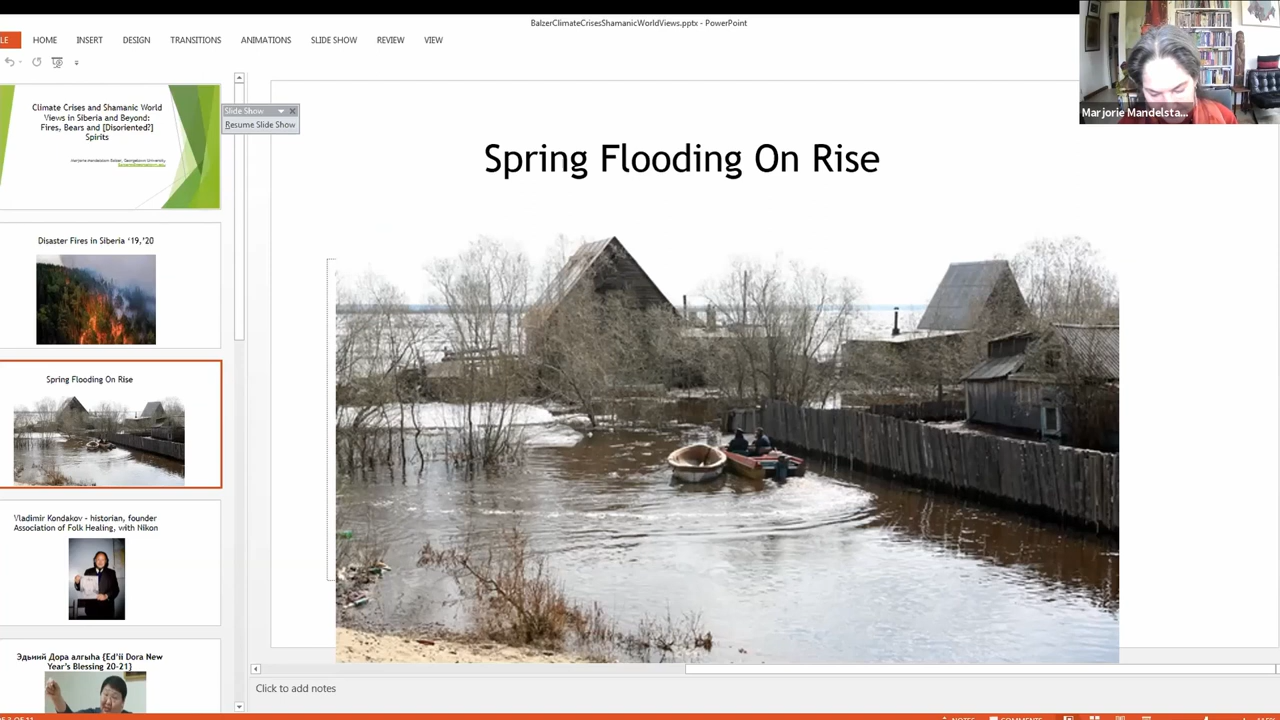 BalzerClimateCrisesShamanicWorldViews.pptx - PowerPoint
LE
HOME
INSERT
DESIGN
TRANSITIONS
ANIMATIONS
SLIDE SHOW
REVIEW
VIEW
Marjorie Mandelsta...
Slide Show
Resume Slide Show
Climate Crises and Shamanic World
Views in Siberia and Beyond:
Fires, Bears and [Disoriented?]
Spirits
Marjorie Mandelstam Balzer, Georgetown University
Disaster Fires in Siberia ‘19,’20
Spring Flooding On Rise
Vladimir Kondakov - historian, founder
Association of Folk Healing, with Nikon
Эдьиий Дора алгыһа {Ed’ii Dora New
Year’s Blessing 20-21}
Spring Flooding On Rise
Click to add notes
NOTES
COMMENTS